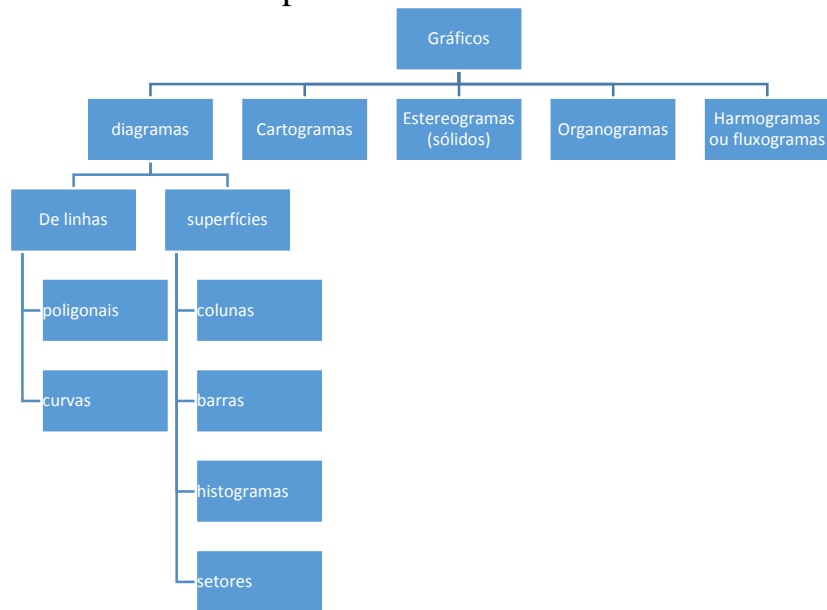 Gráficos
diagramas
Cartogramas
Estereogramas
(sólidos)
Organogramas
Harmogramas
ou fluxogramas
De linhas
superfícies
poligonais
colunas
curvas
barras
histogramas
setores